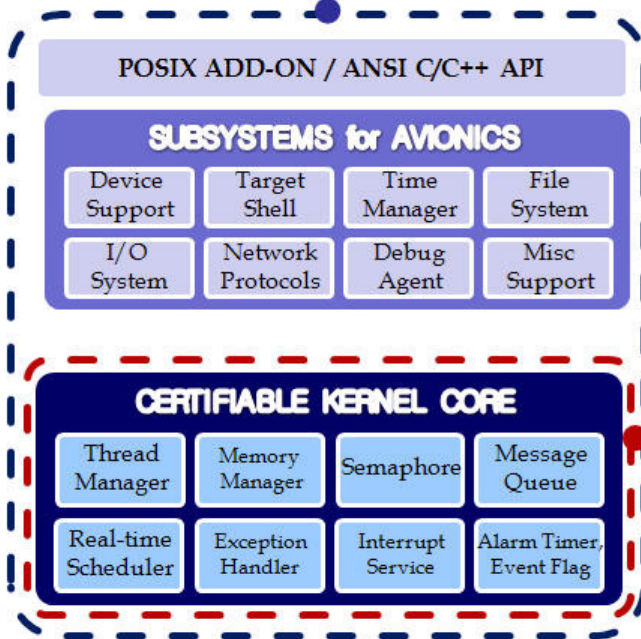 POSIX ADD-ON / ANSI C/C++ API
SUBSYSTEMS for AVIONICS
Device
Support
Target
Shell
Time
Manager
File
System
I/O
System
Network
Protocols
Debug
Agent
Misc
Support
CERTIFIABLE KERNEL CORE
Thread
Manager
Memory
Manager
Semaphore
Message
Queue
Real-time
Scheduler
Exception
Handler
Interrupt
Service
Alarm Timer,
Event Flag